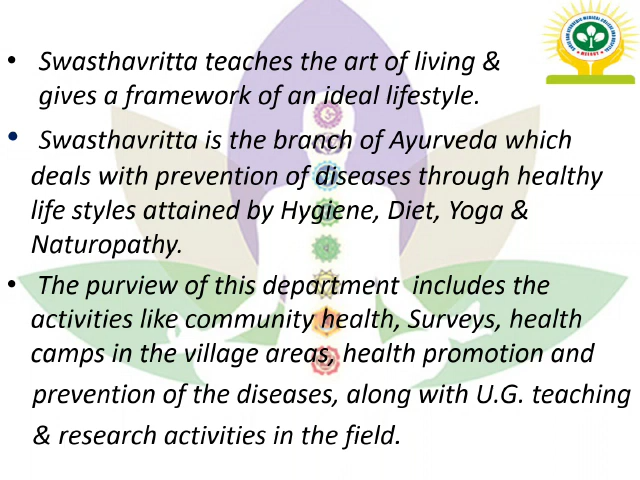 • Swasthavritta teaches the art of living &
gives a framework of an ideal lifestyle.
• Swasthavritta is the branch of Ayurveda which
deals with prevention of diseases through healthy
life styles attained by Hygiene, Diet, Yoga &
Naturopathy.
• The purview of this department includes the
activities like community health, Surveys, health
camps in the village areas, health promotion and
prevention of the diseases, along with U.G. teaching
& research activities in the field.